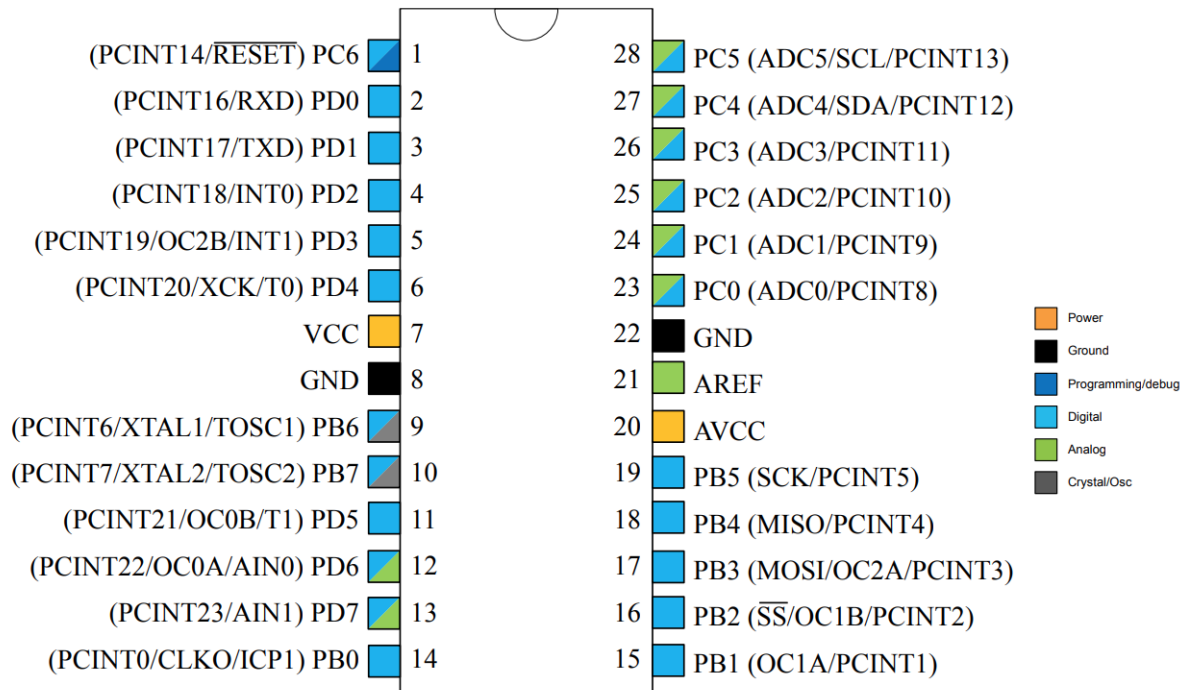 (PCINT14/RESET) PC6 1
(PCINT16/RXD) PD0 2
(PCINT17/TXD) PD1 3
(PCINT18/INT0) PD2 4
(PCINT19/OC2B/INT1) PD3 5
(PCINT20/XCK/T0) PD4 6
VCC 7
GND 8
(PCINT6/XTAL1/TOSC1) PB6 9
(PCINT7/XTAL2/TOSC2) PB7 10
(PCINT21/OC0B/T1) PD5 11
(PCINT22/OC0A/AIN0) PD6 12
(PCINT23/AIN1) PD7 13
(PCINT0/CLKO/ICP1) PB0 14
28 PC5 (ADC5/SCL/PCINT13)
27 PC4 (ADC4/SDA/PCINT12)
26 PC3 (ADC3/PCINT11)
25 PC2 (ADC2/PCINT10)
24 PC1 (ADC1/PCINT9)
23 PC0 (ADC0/PCINT8)
22 GND
21 AREF
20 AVCC
19 PB5 (SCK/PCINT5)
18 PB4 (MISO/PCINT4)
17 PB3 (MOSI/OC2A/PCINT3)
16 PB2 (SS/OC1B/PCINT2)
15 PB1 (OC1A/PCINT1)
Power
Ground
Programming/debug
Digital
Analog
Crystal/Osc